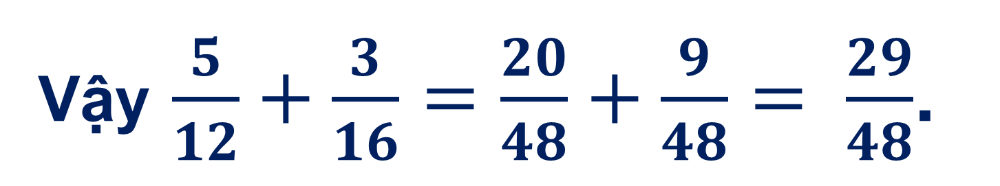 Vậy 5/12 + 3/16 = 20/48 + 9/48 = 29/48.